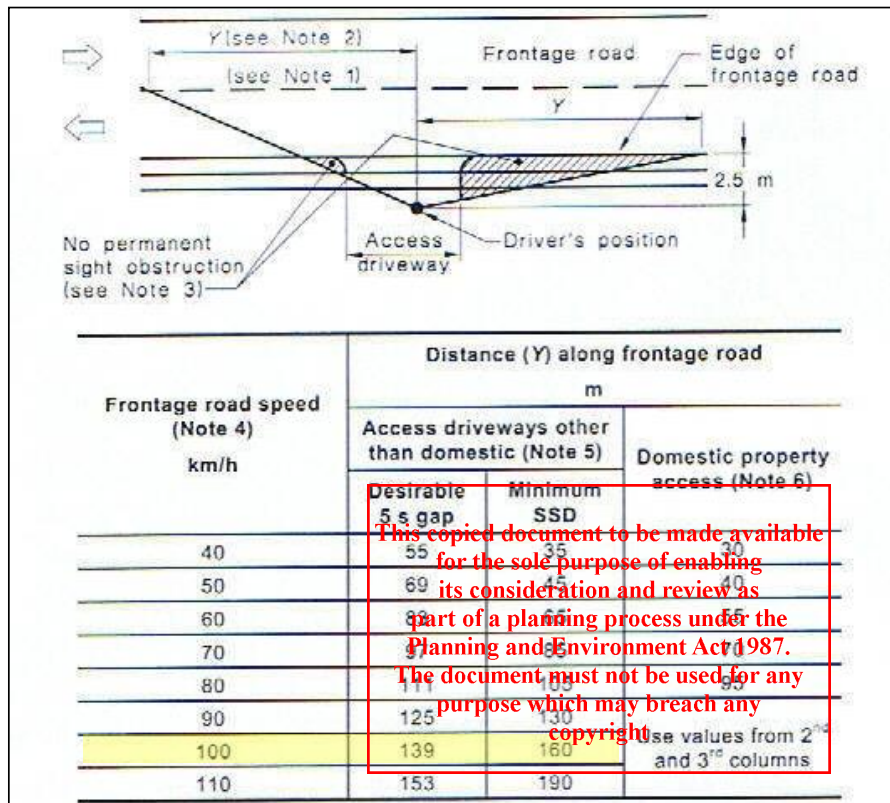 Y (see Note 2)
(see Note 1)
Frontage road
Edge of
frontage road
Y
2.5 m
No permanent
sight obstruction
(see Note 3)
Access
driveway
Driver's position
Frontage road speed
(Note 4)
km/h
Distance (Y) along frontage road
m
Access driveways other
than domestic (Note 5)
Domestic property
access (Note 6)
Desirable
5 s gap
Minimum
SSD
This copied document to be made available
for the sole purpose of enabling
its consideration and review as
part of a planning process under the
Planning and Environment Act 1987.
The document must not be used for any
purpose which may breach any
copyright
40 55 35 30
50 69 45 40
60 55
70 97 85 70
80 111 105 95
90 125 130
100 139 160
110 153 190
Use values from 2nd
and 3rd columns